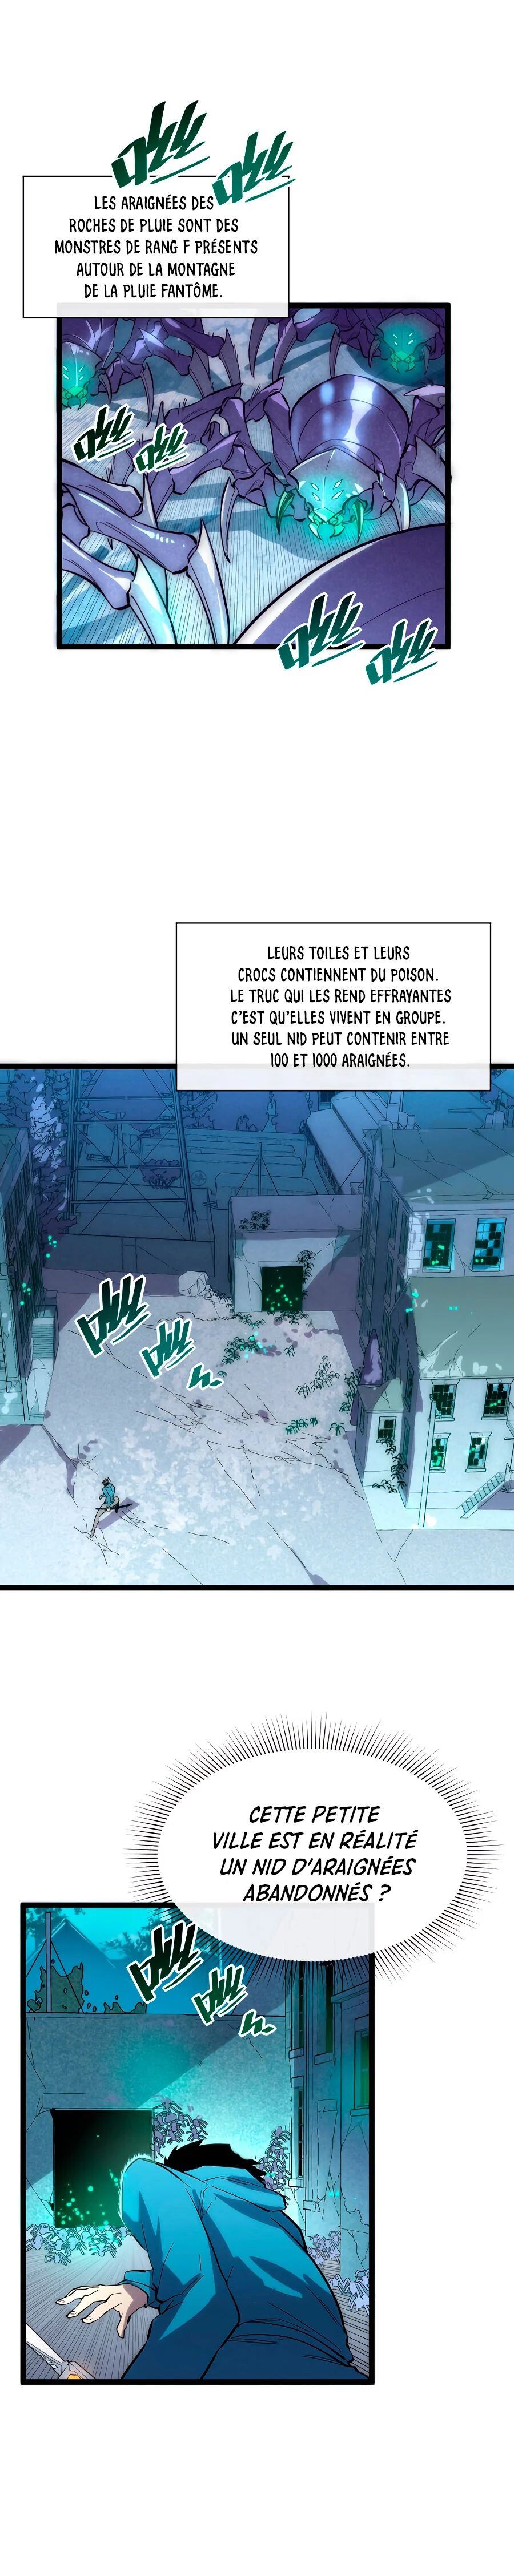 LES ARAIGNÉES DES
ROCHES DE PLUIE SONT DES
MONSTRES DE RANG F PRÉSENTS
AUTOUR DE LA MONTAGNE
DE LA PLUIE FANTÔME.
LEURS TOILES ET LEURS
CROCS CONTIENNENT DU POISON.
LE TRUC QUI LES REND EFFRAYANTES
C'EST QU'ELLES VIVENT EN GROUPE.
UN SEUL NID PEUT CONTENIR ENTRE
100 ET 1000 ARAIGNÉES.
CETTE PETITE
VILLE EST EN RÉALITÉ
UN NID D'ARAIGNÉES
ABANDONNÉS ?